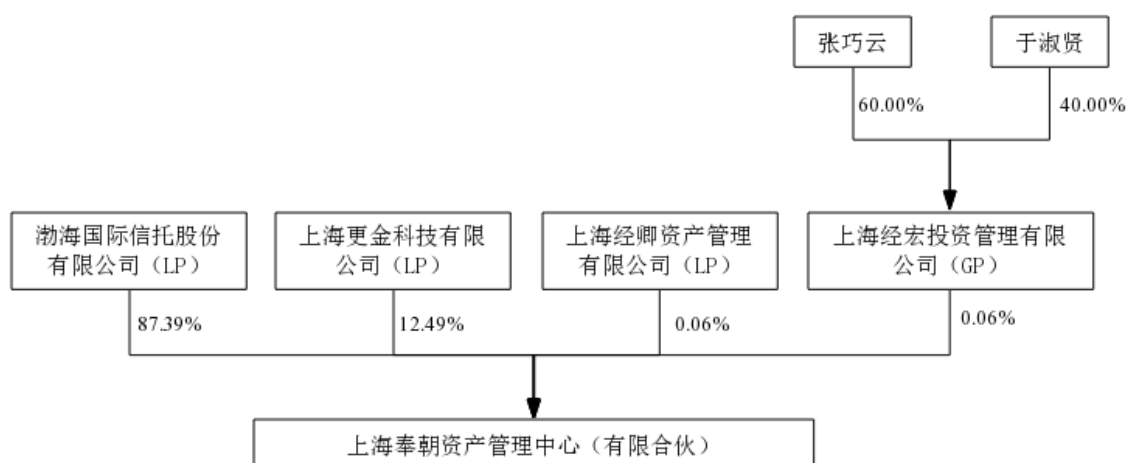 张巧云
于淑贤
60.00%
40.00%
渤海国际信托股份
有限公司（LP）
上海更金科技有限
公司（LP）
上海经卿资产管理
有限公司（LP）
上海经宏投资管理有限
公司（GP）
87.39%
12.49%
0.06%
0.06%
上海奉朝资产管理中心（有限合伙）